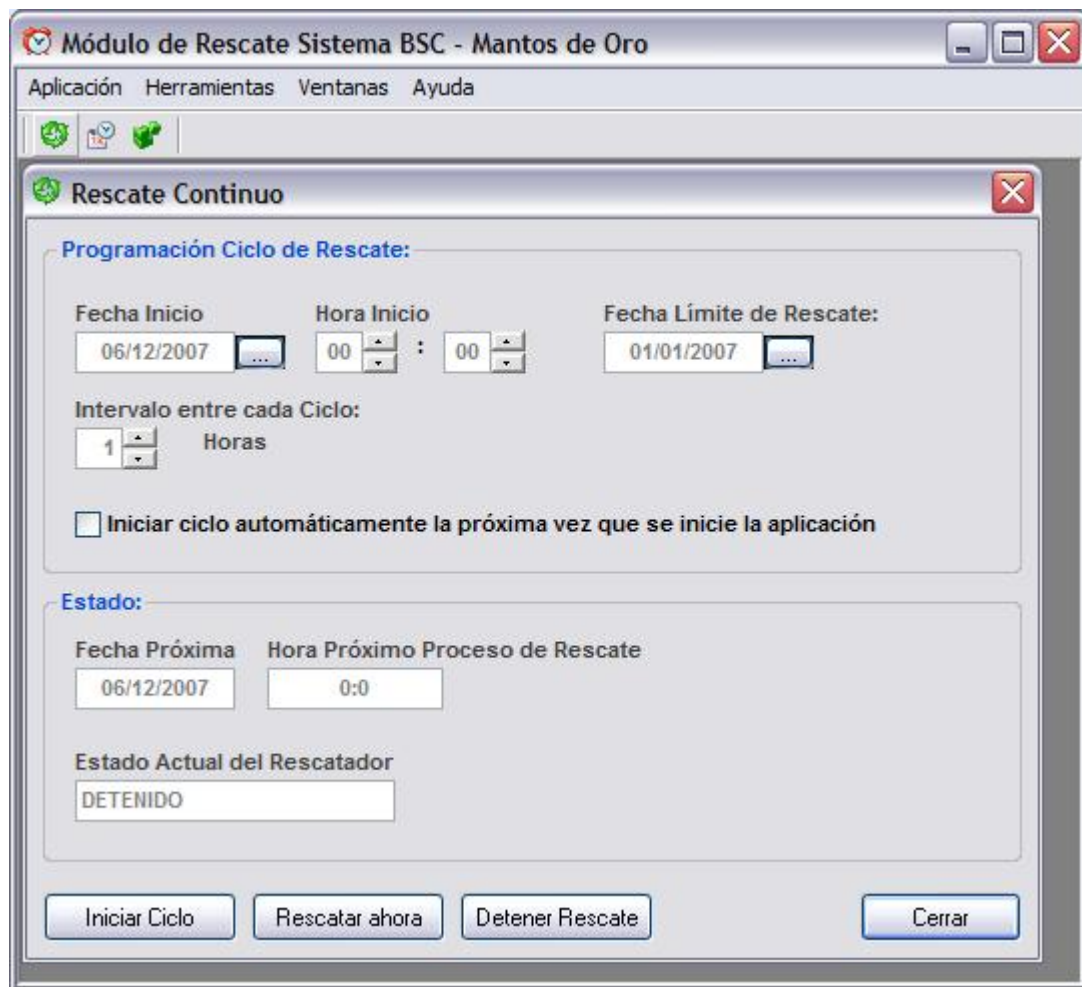 Módulo de Rescate Sistema BSC - Mantos de Oro
Aplicación Herramientas Ventanas Ayuda
Rescate Continuo
Programación Ciclo de Rescate:
Fecha Inicio Hora Inicio Fecha Límite de Rescate:
06/12/2007 ... 00 : 00 01/01/2007 ...
Intervalo entre cada Ciclo:
1 Horas
Iniciar ciclo automáticamente la próxima vez que se inicie la aplicación
Estado:
Fecha Próxima Hora Próximo Proceso de Rescate
06/12/2007 0:0
Estado Actual del Rescatador
DETENIDO
Iniciar Ciclo Rescatar ahora Detener Rescate Cerrar